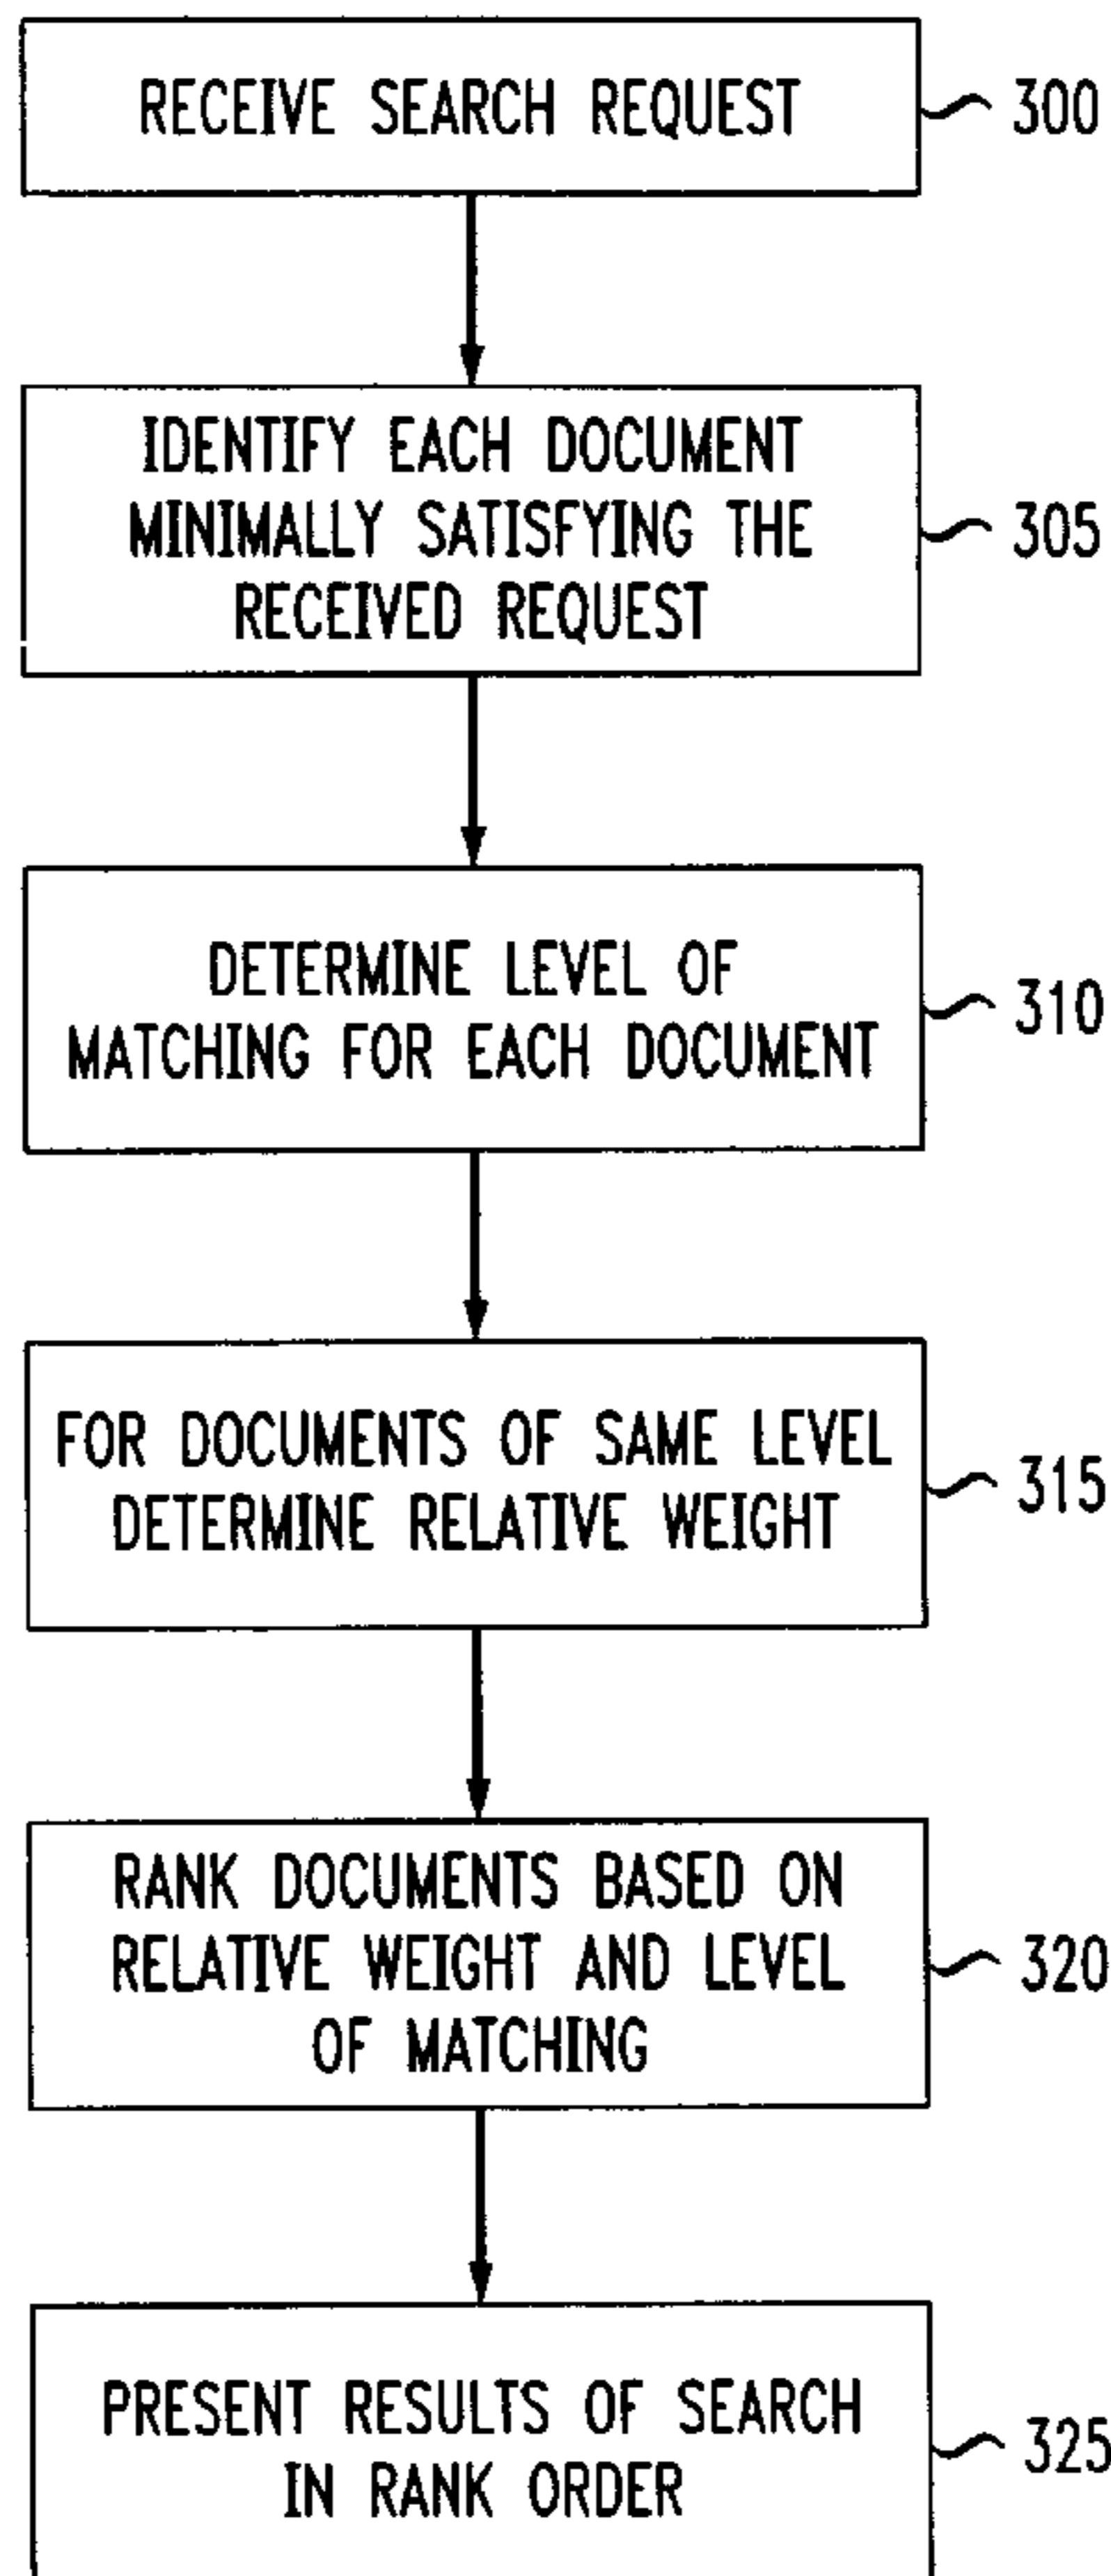 RECEIVE SEARCH REQUEST
300
IDENTIFY EACH DOCUMENT
MINIMALLY SATISFYING THE
RECEIVED REQUEST
305
DETERMINE LEVEL OF
MATCHING FOR EACH DOCUMENT
310
FOR DOCUMENTS OF SAME LEVEL
DETERMINE RELATIVE WEIGHT
315
RANK DOCUMENTS BASED ON
RELATIVE WEIGHT AND LEVEL
OF MATCHING
320
PRESENT RESULTS OF SEARCH
IN RANK ORDER
325